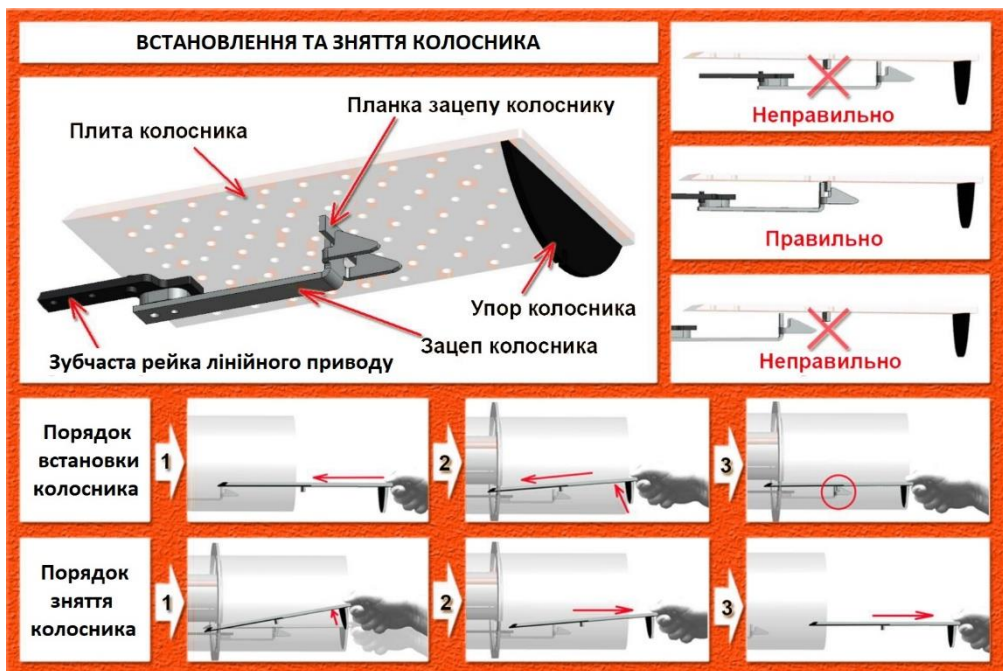 ВСТАНОВЛЕННЯ ТА ЗНЯТТЯ КОЛОСНИКА
Плита колосника
Планка зацепу колоснику
Упор колосника
Зацеп колосника
Зубчаста рейка лінійного приводу
Неправильно
Правильно
Неправильно
Порядок
встановки
колосника
1
2
3
Порядок
зняття
колосника
1
2
3